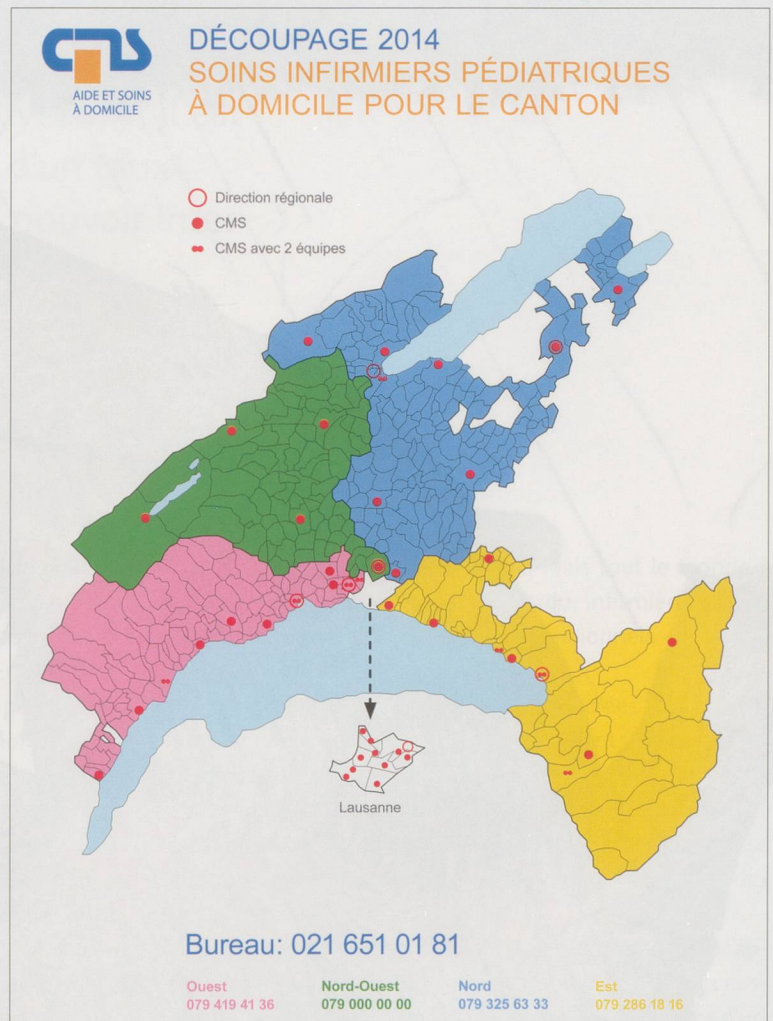 cms
AIDE ET SOINS
À DOMICILE
DÉCOUPAGE 2014
SOINS INFIRMIERS PÉDIATRIQUES
À DOMICILE POUR LE CANTON
Direction régionale
CMS
CMS avec 2 équipes
Lausanne
Bureau: 021 651 01 81
Ouest
079 419 41 36
Nord-Ouest
079 000 00 00
Nord
079 325 63 33
Est
079 286 18 16